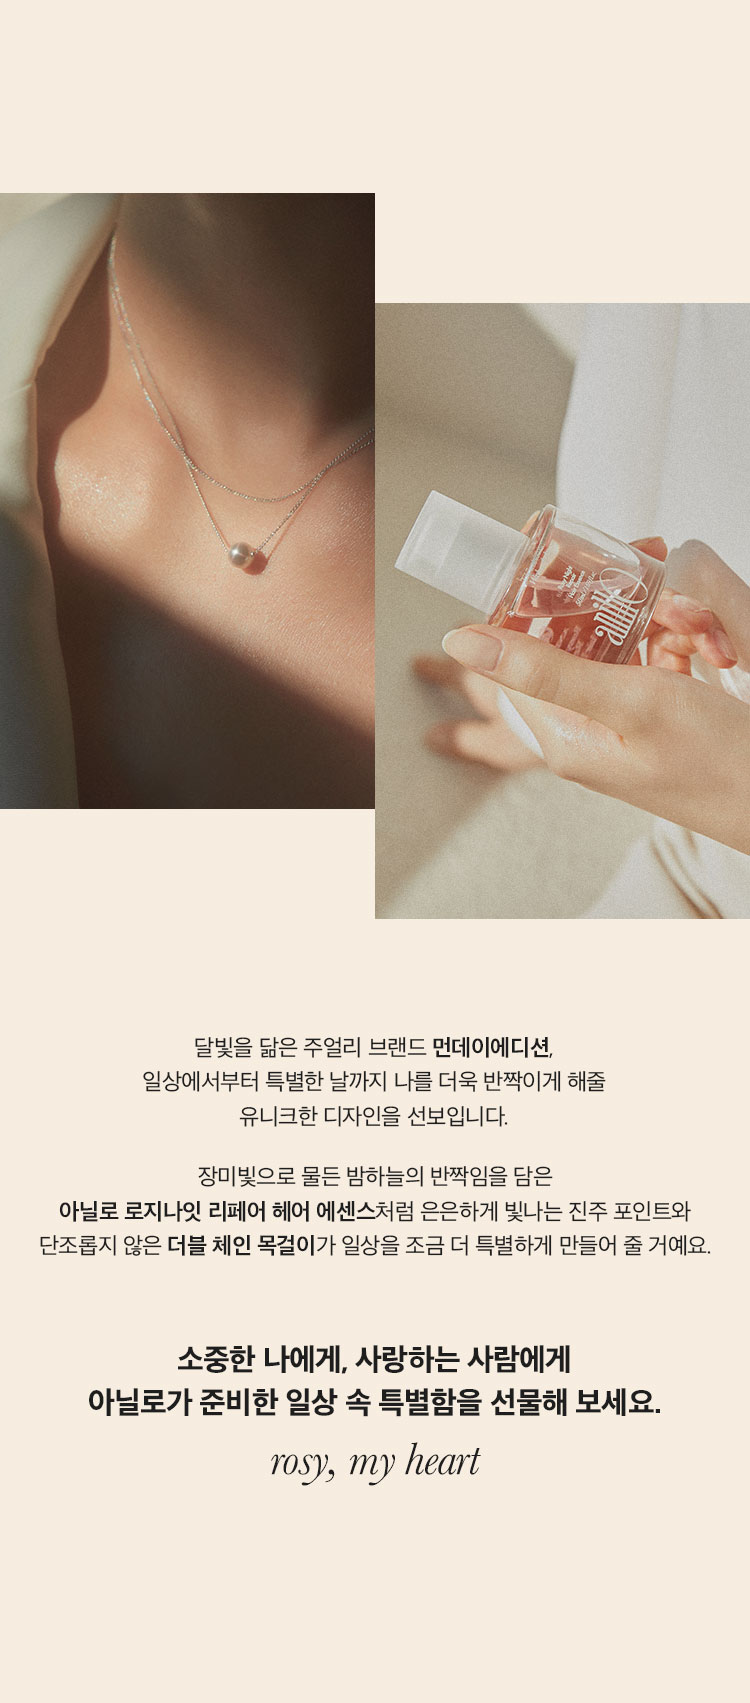 anillO
달빛을 닮은 주얼리 브랜드 먼데이에디션,
일상에서부터 특별한 날까지 나를 더욱 반짝이게 해줄
유니크한 디자인을 선보입니다.
장미빛으로 물든 밤하늘의 반짝임을 담은
아닐로 로지나잇 리페어 헤어 에센스처럼 은은하게 빛나는 진주 포인트와
단조롭지 않은 더블 체인 목걸이가 일상을 조금 더 특별하게 만들어 줄 거예요.
소중한 나에게, 사랑하는 사람에게
아닐로가 준비한 일상 속 특별함을 선물해 보세요.
rosy, my heart